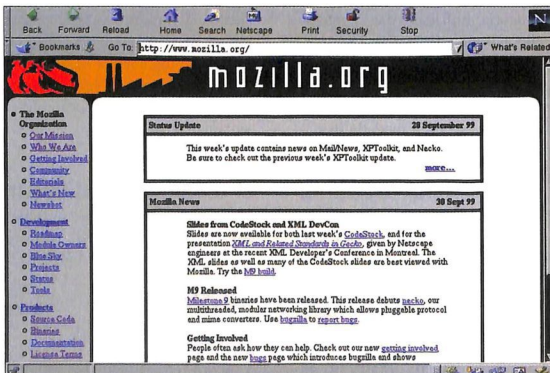 Back Forward Reload Home Search Netscape Print Security Stop
N
Bookmarks Go To: http://www.mozilla.org/ What's Related
mozilla.org
The Mozilla
Organization
Our Mission
Who We Are
Getting Involved
Community
Editorials
What's New
Newsbot
Development
Roadmap
Module Owners
Blue Sky
Projects
Status
Tools
Products
Source Code
Binaries
Documentation
License Terms
Status Update 28 September 99
This week's update contains news on Mail/News, XPToolkit, and Necko.
Be sure to check out the previous week's XPToolkit update.
more...
Mozilla News 20 Sept 99
Slides from CodeStock and XML DevCon
Slides are now available for both last week's CodeStock, and for the
presentation XML and Related Standards in Gecko, given by Netscape
engineers at the recent XML Developer's Conference in Montreal. The
XML slides as well as many of the CodeStock slides are best viewed with
Mozilla. Try the M9 build.
M9 Released
Milestone 9 binaries have been released. This release debuts necko, our
multithreaded, modular networking library which allows pluggable protocol
and mime converters. Use bugzilla to report bugs.
Getting Involved
People often ask how they can help. Check out our new getting involved
page and the new bugs page which introduces bugzilla and shows